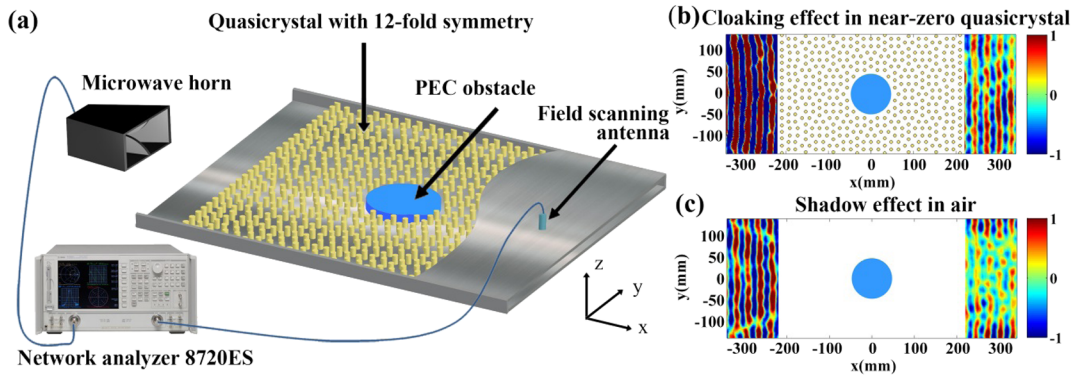 (a)
Quasicrystal with 12-fold symmetry
Microwave horn
PEC obstacle
Field scanning
antenna
z
y
x
Network analyzer 8720ES
(b) Cloaking effect in near-zero quasicrystal
y(mm)
100
50
0
-50
-100
-300 -200 -100 0 100 200 300
x(mm)
1
0
-1
(c) Shadow effect in air
y(mm)
100
50
0
-50
-100
-300 -200 -100 0 100 200 300
x(mm)
1
0
-1